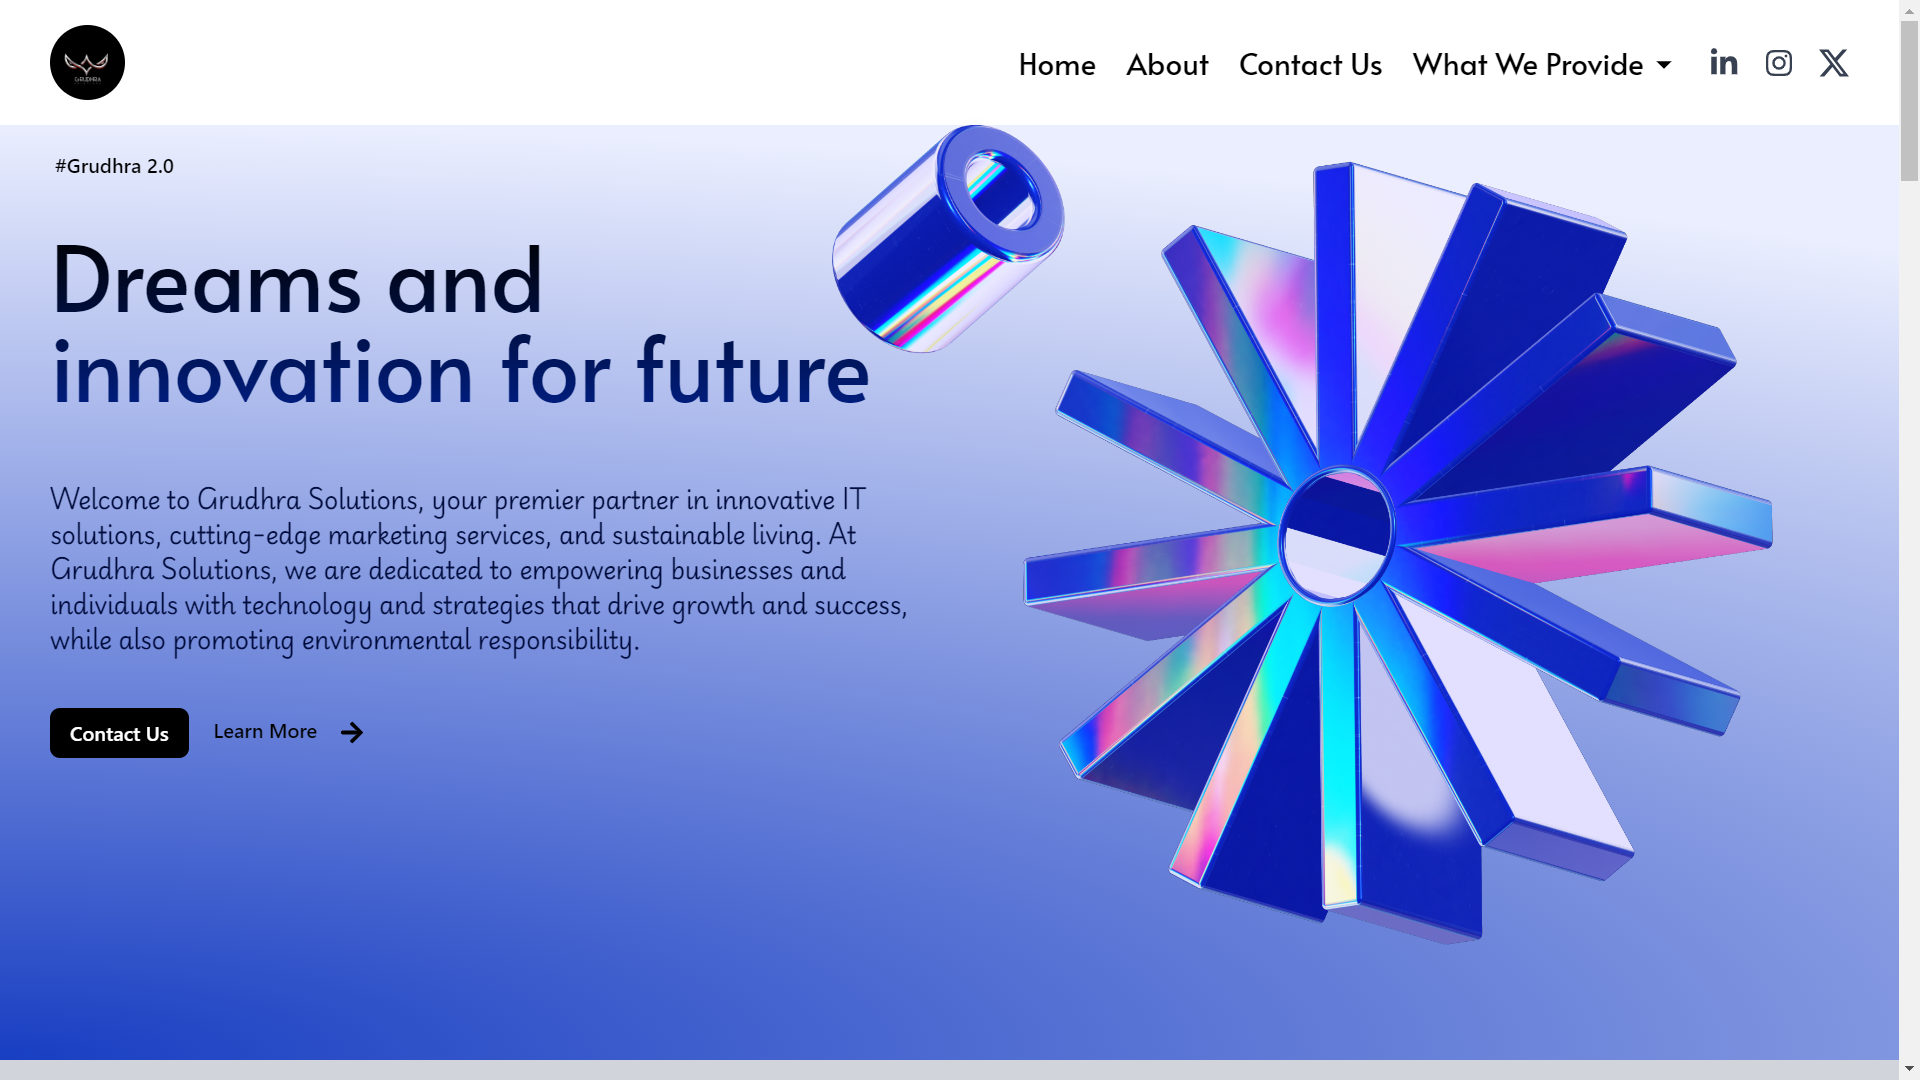 GRUDHRA
Home About Contact Us What We Provide
#Grudhra 2.0
Dreams and
innovation for future
Welcome to Grudhra Solutions, your premier partner in innovative IT
solutions, cutting-edge marketing services, and sustainable living. At
Grudhra Solutions, we are dedicated to empowering businesses and
individuals with technology and strategies that drive growth and success,
while also promoting environmental responsibility.
Contact Us Learn More